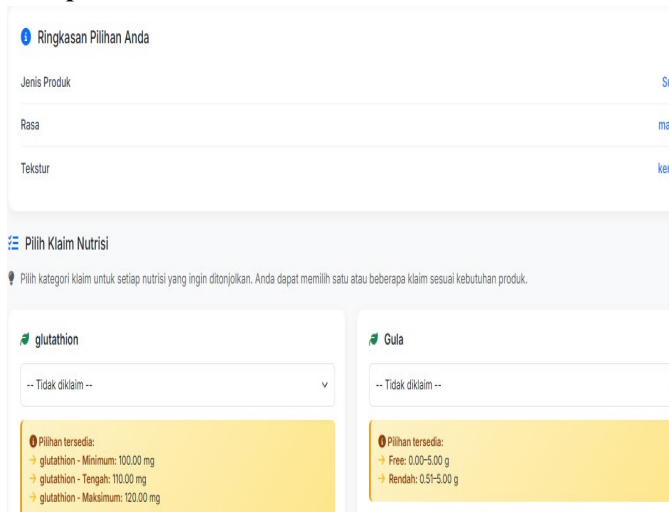 Ringkasan Pilihan Anda
Jenis Produk
Rasa
Tekstur
Pilih Klaim Nutrisi
Pilih kategori klaim untuk setiap nutrisi yang ingin ditonjolkan. Anda dapat memilih satu atau beberapa klaim sesuai kebutuhan produk.
glutathion
-- Tidak diklaim --
Pilihan tersedia:
→ glutathion - Minimum: 100.00 mg
→ glutathion - Tengah: 110.00 mg
→ glutathion - Maksimum: 120.00 mg
Gula
-- Tidak diklaim --
Pilihan tersedia:
→ Free: 0.00-5.00 g
→ Rendah: 0.51-5.00 g